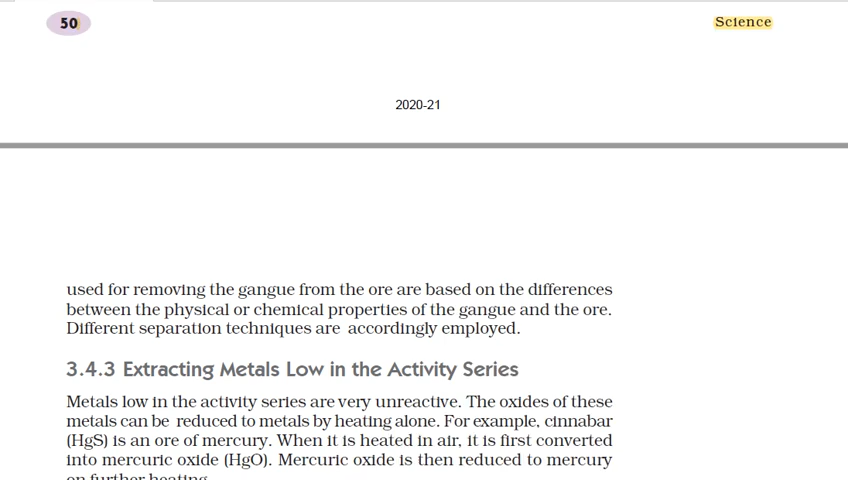 50
Science
2020-21
used for removing the gangue from the ore are based on the differences
between the physical or chemical properties of the gangue and the ore.
Different separation techniques are accordingly employed.
3.4.3 Extracting Metals Low in the Activity Series
Metals low in the activity series are very unreactive. The oxides of these
metals can be reduced to metals by heating alone. For example, cinnabar
(HgS) is an ore of mercury. When it is heated in air, it is first converted
into mercuric oxide (HgO). Mercuric oxide is then reduced to mercury
on further heating.